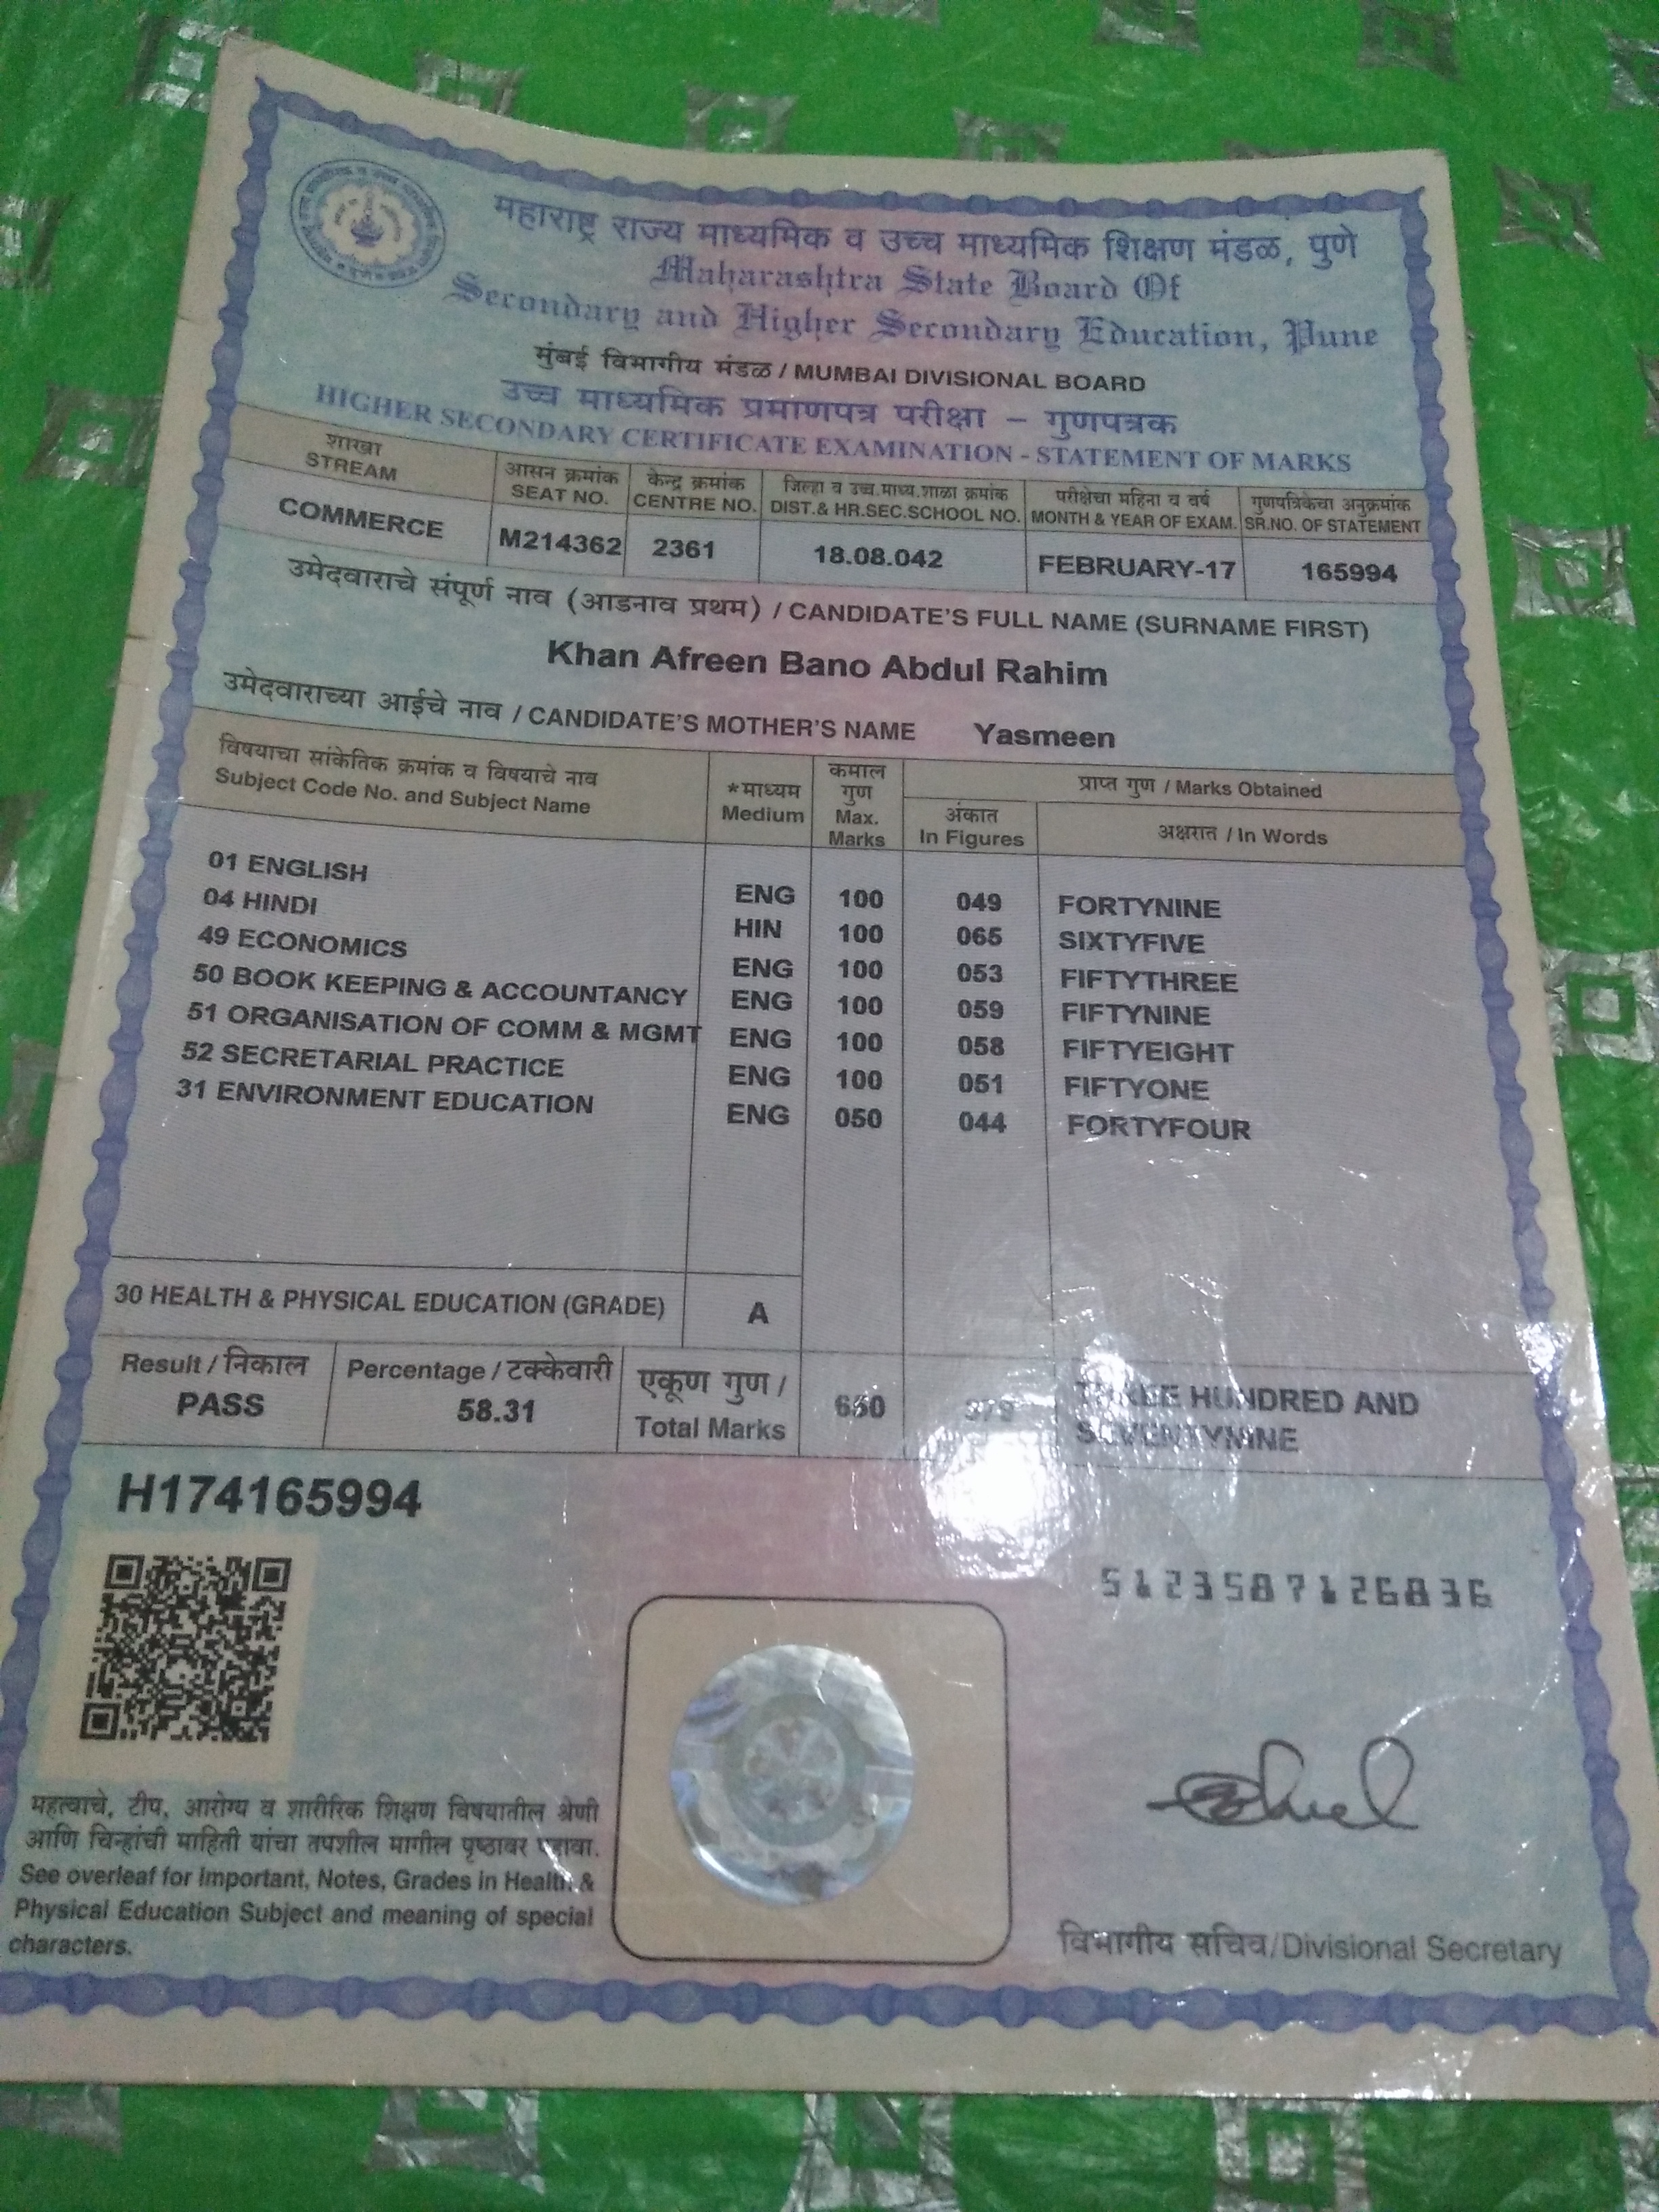 महाराष्ट्र राज्य माध्यमिक व उच्च माध्यमिक शिक्षण मंडळ, पुणे
Maharashtra State Board Of
Secondary and Higher Secondary Education, Pune
मुंबई विभागीय मंडळ / MUMBAI DIVISIONAL BOARD
उच्च माध्यमिक प्रमाणपत्र परीक्षा – गुणपत्रक
HIGHER SECONDARY CERTIFICATE EXAMINATION - STATEMENT OF MARKS
शाखा आसन क्रमांक केन्द्र क्रमांक जिल्हा व उच्च.माध्य.शाळा क्रमांक परीक्षेचा महिना व वर्ष गुणपत्रिकेचा अनुक्रमांक
STREAM SEAT NO. CENTRE NO. DIST.& HR.SEC.SCHOOL NO. MONTH & YEAR OF EXAM. SR.NO. OF STATEMENT
COMMERCE M214362 2361 18.08.042 FEBRUARY-17 165994
उमेदवाराचे संपूर्ण नाव (आडनाव प्रथम) / CANDIDATE'S FULL NAME (SURNAME FIRST)
Khan Afreen Bano Abdul Rahim
उमेदवाराच्या आईचे नाव / CANDIDATE'S MOTHER'S NAME Yasmeen
विषयाचा सांकेतिक क्रमांक व विषयाचे नाव
Subject Code No. and Subject Name
*माध्यम
Medium
कमाल
गुण
Max.
Marks
प्राप्त गुण / Marks Obtained
अंकात
In Figures
अक्षरात / In Words
01 ENGLISH ENG 100 049 FORTYNINE
04 HINDI HIN 100 065 SIXTYFIVE
49 ECONOMICS ENG 100 053 FIFTYTHREE
50 BOOK KEEPING & ACCOUNTANCY ENG 100 059 FIFTYNINE
51 ORGANISATION OF COMM & MGMT ENG 100 058 FIFTYEIGHT
52 SECRETARIAL PRACTICE ENG 100 051 FIFTYONE
31 ENVIRONMENT EDUCATION ENG 050 044 FORTYFOUR
30 HEALTH & PHYSICAL EDUCATION (GRADE) A
Result / निकाल
PASS
Percentage / टक्केवारी
58.31
एकूण गुण /
Total Marks
650
379
THREE HUNDRED AND
SEVENTYNINE
H174165994
5123587126836
महत्वाचे, टीप, आरोग्य व शारीरिक शिक्षण विषयातील श्रेणी
आणि चिन्हांची माहिती यांचा तपशील मागील पृष्ठावर पहावा.
See overleaf for Important, Notes, Grades in Health &
Physical Education Subject and meaning of special
characters.
विभागीय सचिव/Divisional Secretary